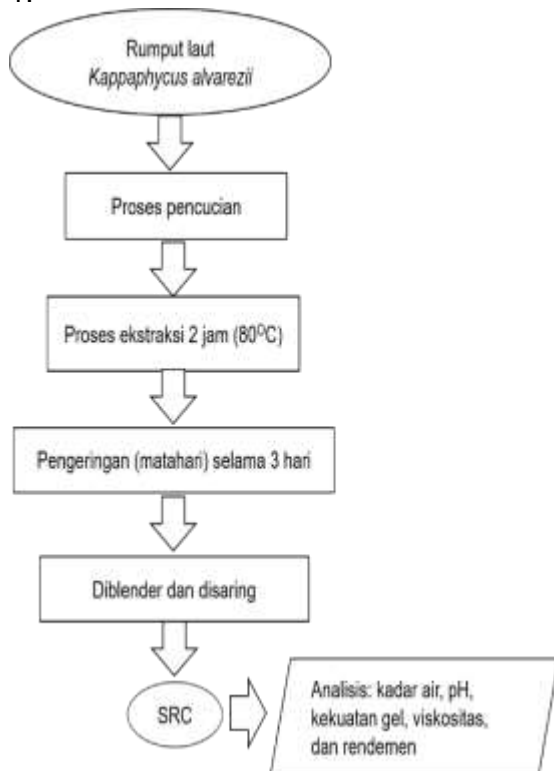 Rumput laut
Kappaphycus alvarezii
Proses pencucian
Proses ekstraksi 2 jam (80⁰C)
Pengeringan (matahari) selama 3 hari
Diblender dan disaring
SRC
Analisis: kadar air, pH,
kekuatan gel, viskositas,
dan rendemen